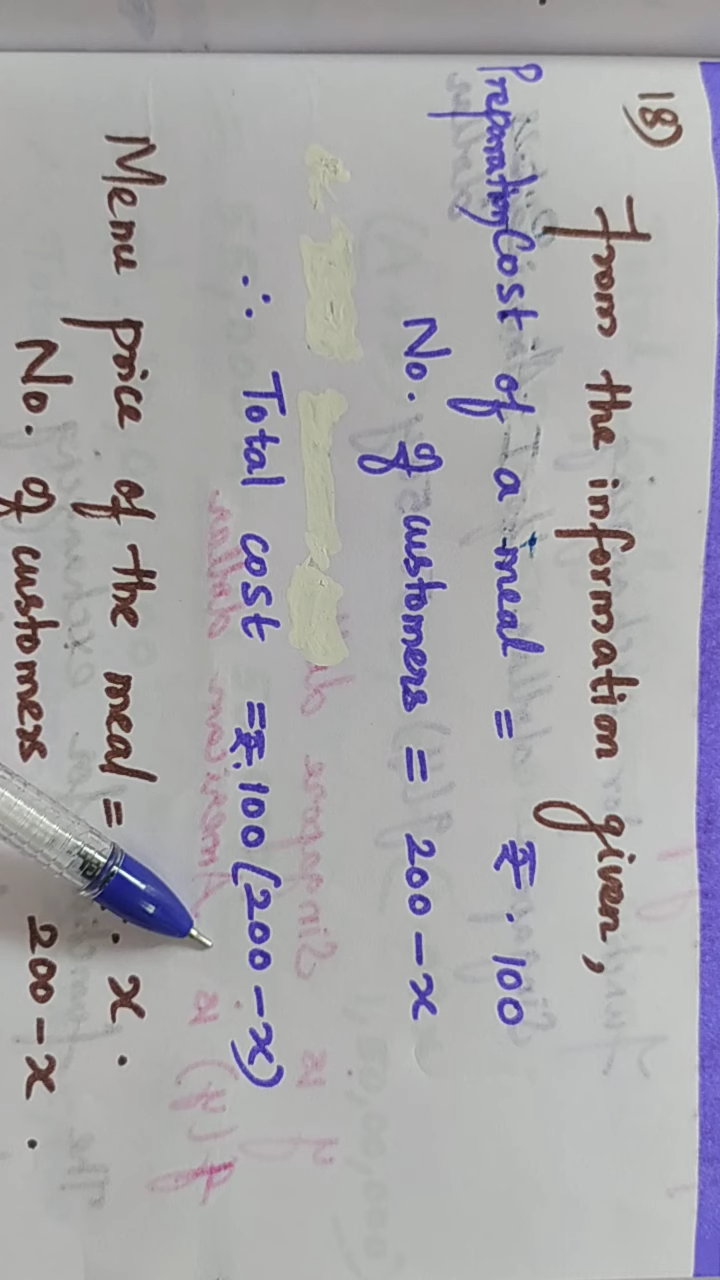 18)
From the information given,
Preparation Cost of a meal = ₹. 100
No. of customers = 200 - x
∴ Total cost = ₹. 100 (200 - x)
Menu price of the meal = . x.
No. of customers 200 - x.